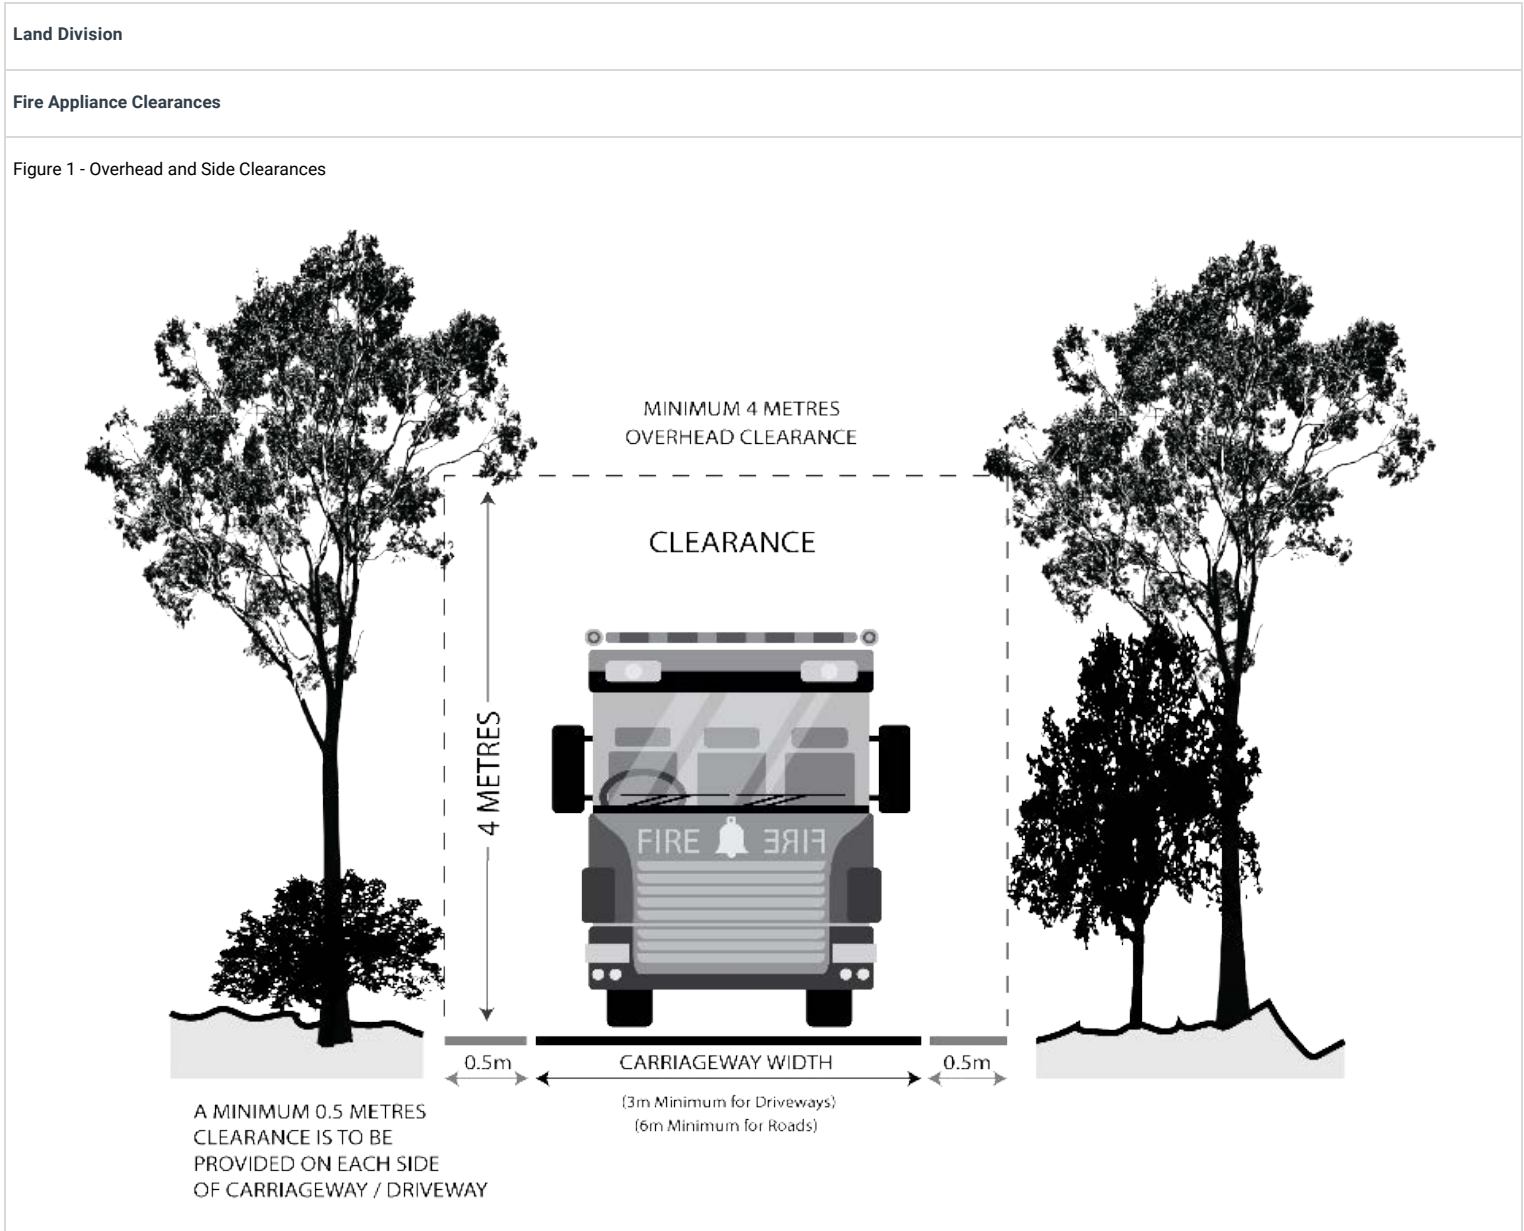 Land Division
Fire Appliance Clearances
Figure 1 - Overhead and Side Clearances
MINIMUM 4 METRES
OVERHEAD CLEARANCE
CLEARANCE
4 METRES
FIRE FIRE
0.5m
CARRIAGEWAY WIDTH
0.5m
(3m Minimum for Driveways)
(6m Minimum for Roads)
A MINIMUM 0.5 METRES
CLEARANCE IS TO BE
PROVIDED ON EACH SIDE
OF CARRIAGEWAY / DRIVEWAY